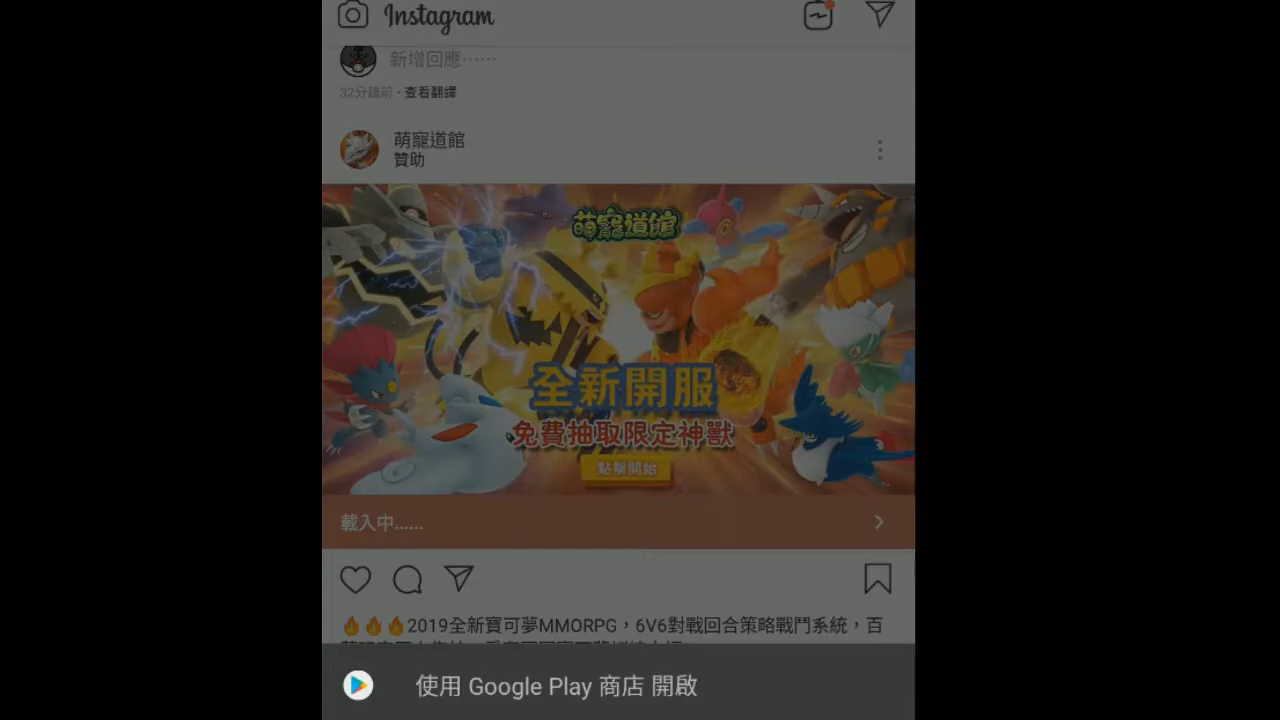 Instagram
新增回應……
32分鐘前 · 查看翻譯
萌寵道館
贊助
萌寵道館
全新開服
免費抽取限定神獸
點擊開始
載入中......
🔥🔥🔥2019全新寶可夢MMORPG，6V6對戰回合策略戰鬥系統，百
使用 Google Play 商店 開啟